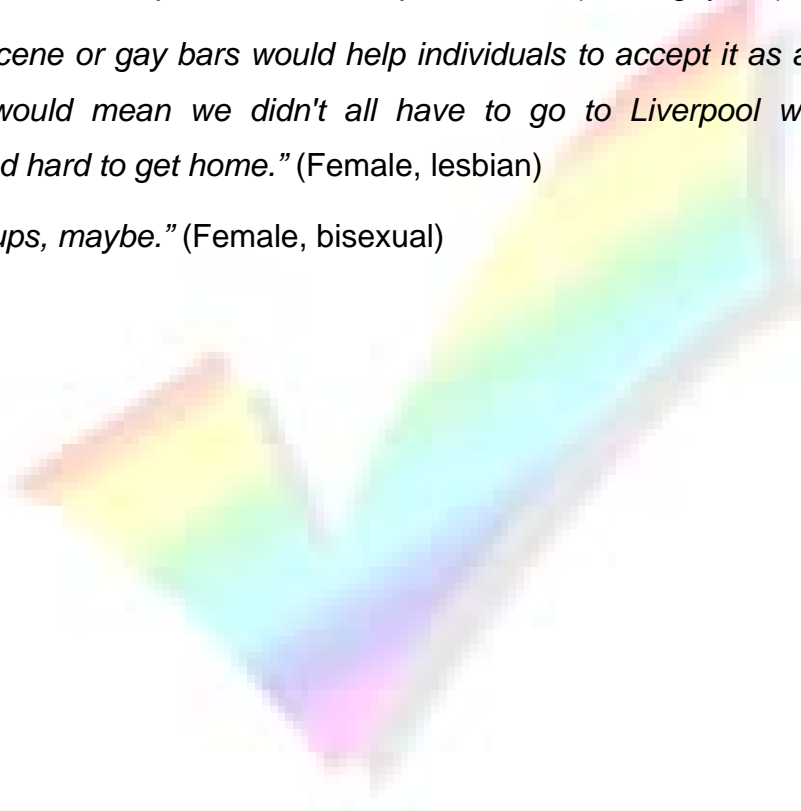 cene or gay bars would help individuals to accept it as a
would mean we didn't all have to go to Liverpool w
d hard to get home.” (Female, lesbian)
ups, maybe.” (Female, bisexual)